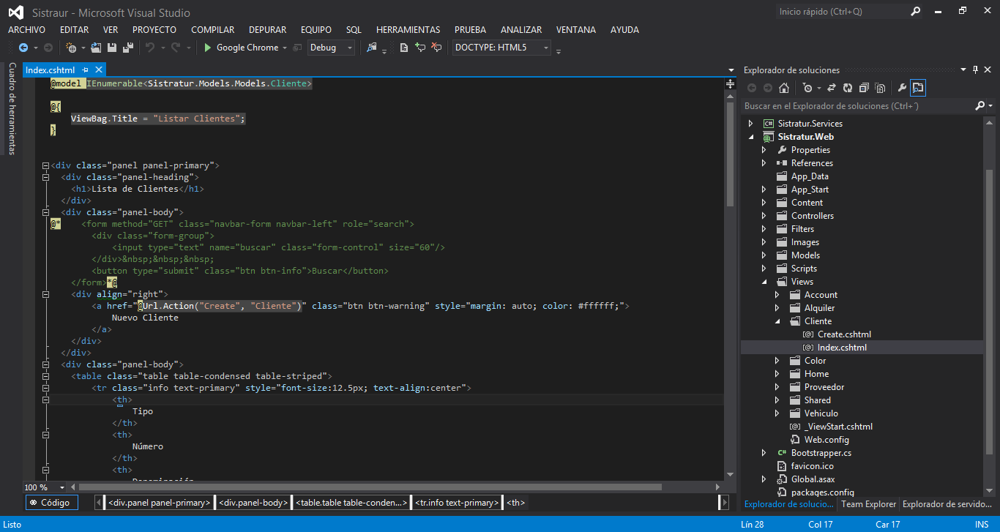 Sistraur - Microsoft Visual Studio
Inicio rápido (Ctrl+Q)
ARCHIVO EDITAR VER PROYECTO COMPILAR DEPURAR EQUIPO SQL HERRAMIENTAS PRUEBA ANALIZAR VENTANA AYUDA
Google Chrome Debug DOCTYPE: HTML5
Cuadro de herramientas
Index.cshtml
@model IEnumerable<Sistratur.Models.Models.Cliente>
@{
ViewBag.Title = "Listar Clientes";
}
<div class="panel panel-primary">
<div class="panel-heading">
<h1>Lista de Clientes</h1>
</div>
<div class="panel-body">
@* <form method="GET" class="navbar-form navbar-left" role="search">
<div class="form-group">
<input type="text" name="buscar" class="form-control" size="60"/>
</div>&nbsp;&nbsp;&nbsp;
<button type="submit" class="btn btn-info">Buscar</button>
</form>*@
<div align="right">
<a href="@Url.Action("Create", "Cliente")" class="btn btn-warning" style="margin: auto; color: #ffffff;">
Nuevo Cliente
</a>
</div>
</div>
<div class="panel-body">
<table class="table table-condensed table-striped">
<tr class="info text-primary" style="font-size:12.5px; text-align:center">
<th>
Tipo
</th>
<th>
Número
</th>
<th>
Denominación
100 %
Código
<div.panel panel-primary> <div.panel-body> <table.table table-conden...> <tr.info text-primary> <th>
Explorador de soluciones
Buscar en el Explorador de soluciones (Ctrl+´)
C# Sistratur.Services
Sistratur.Web
Properties
References
App_Data
App_Start
Content
Controllers
Filters
Images
Models
Scripts
Views
Account
Alquiler
Cliente
Create.cshtml
Index.cshtml
Color
Home
Proveedor
Shared
Vehiculo
_ViewStart.cshtml
Web.config
C# Bootstrapper.cs
favicon.ico
Global.asax
packages.config
Explorador de solucio... Team Explorer Explorador de servido...
Listo Lín 28 Col 17 Car 17 INS